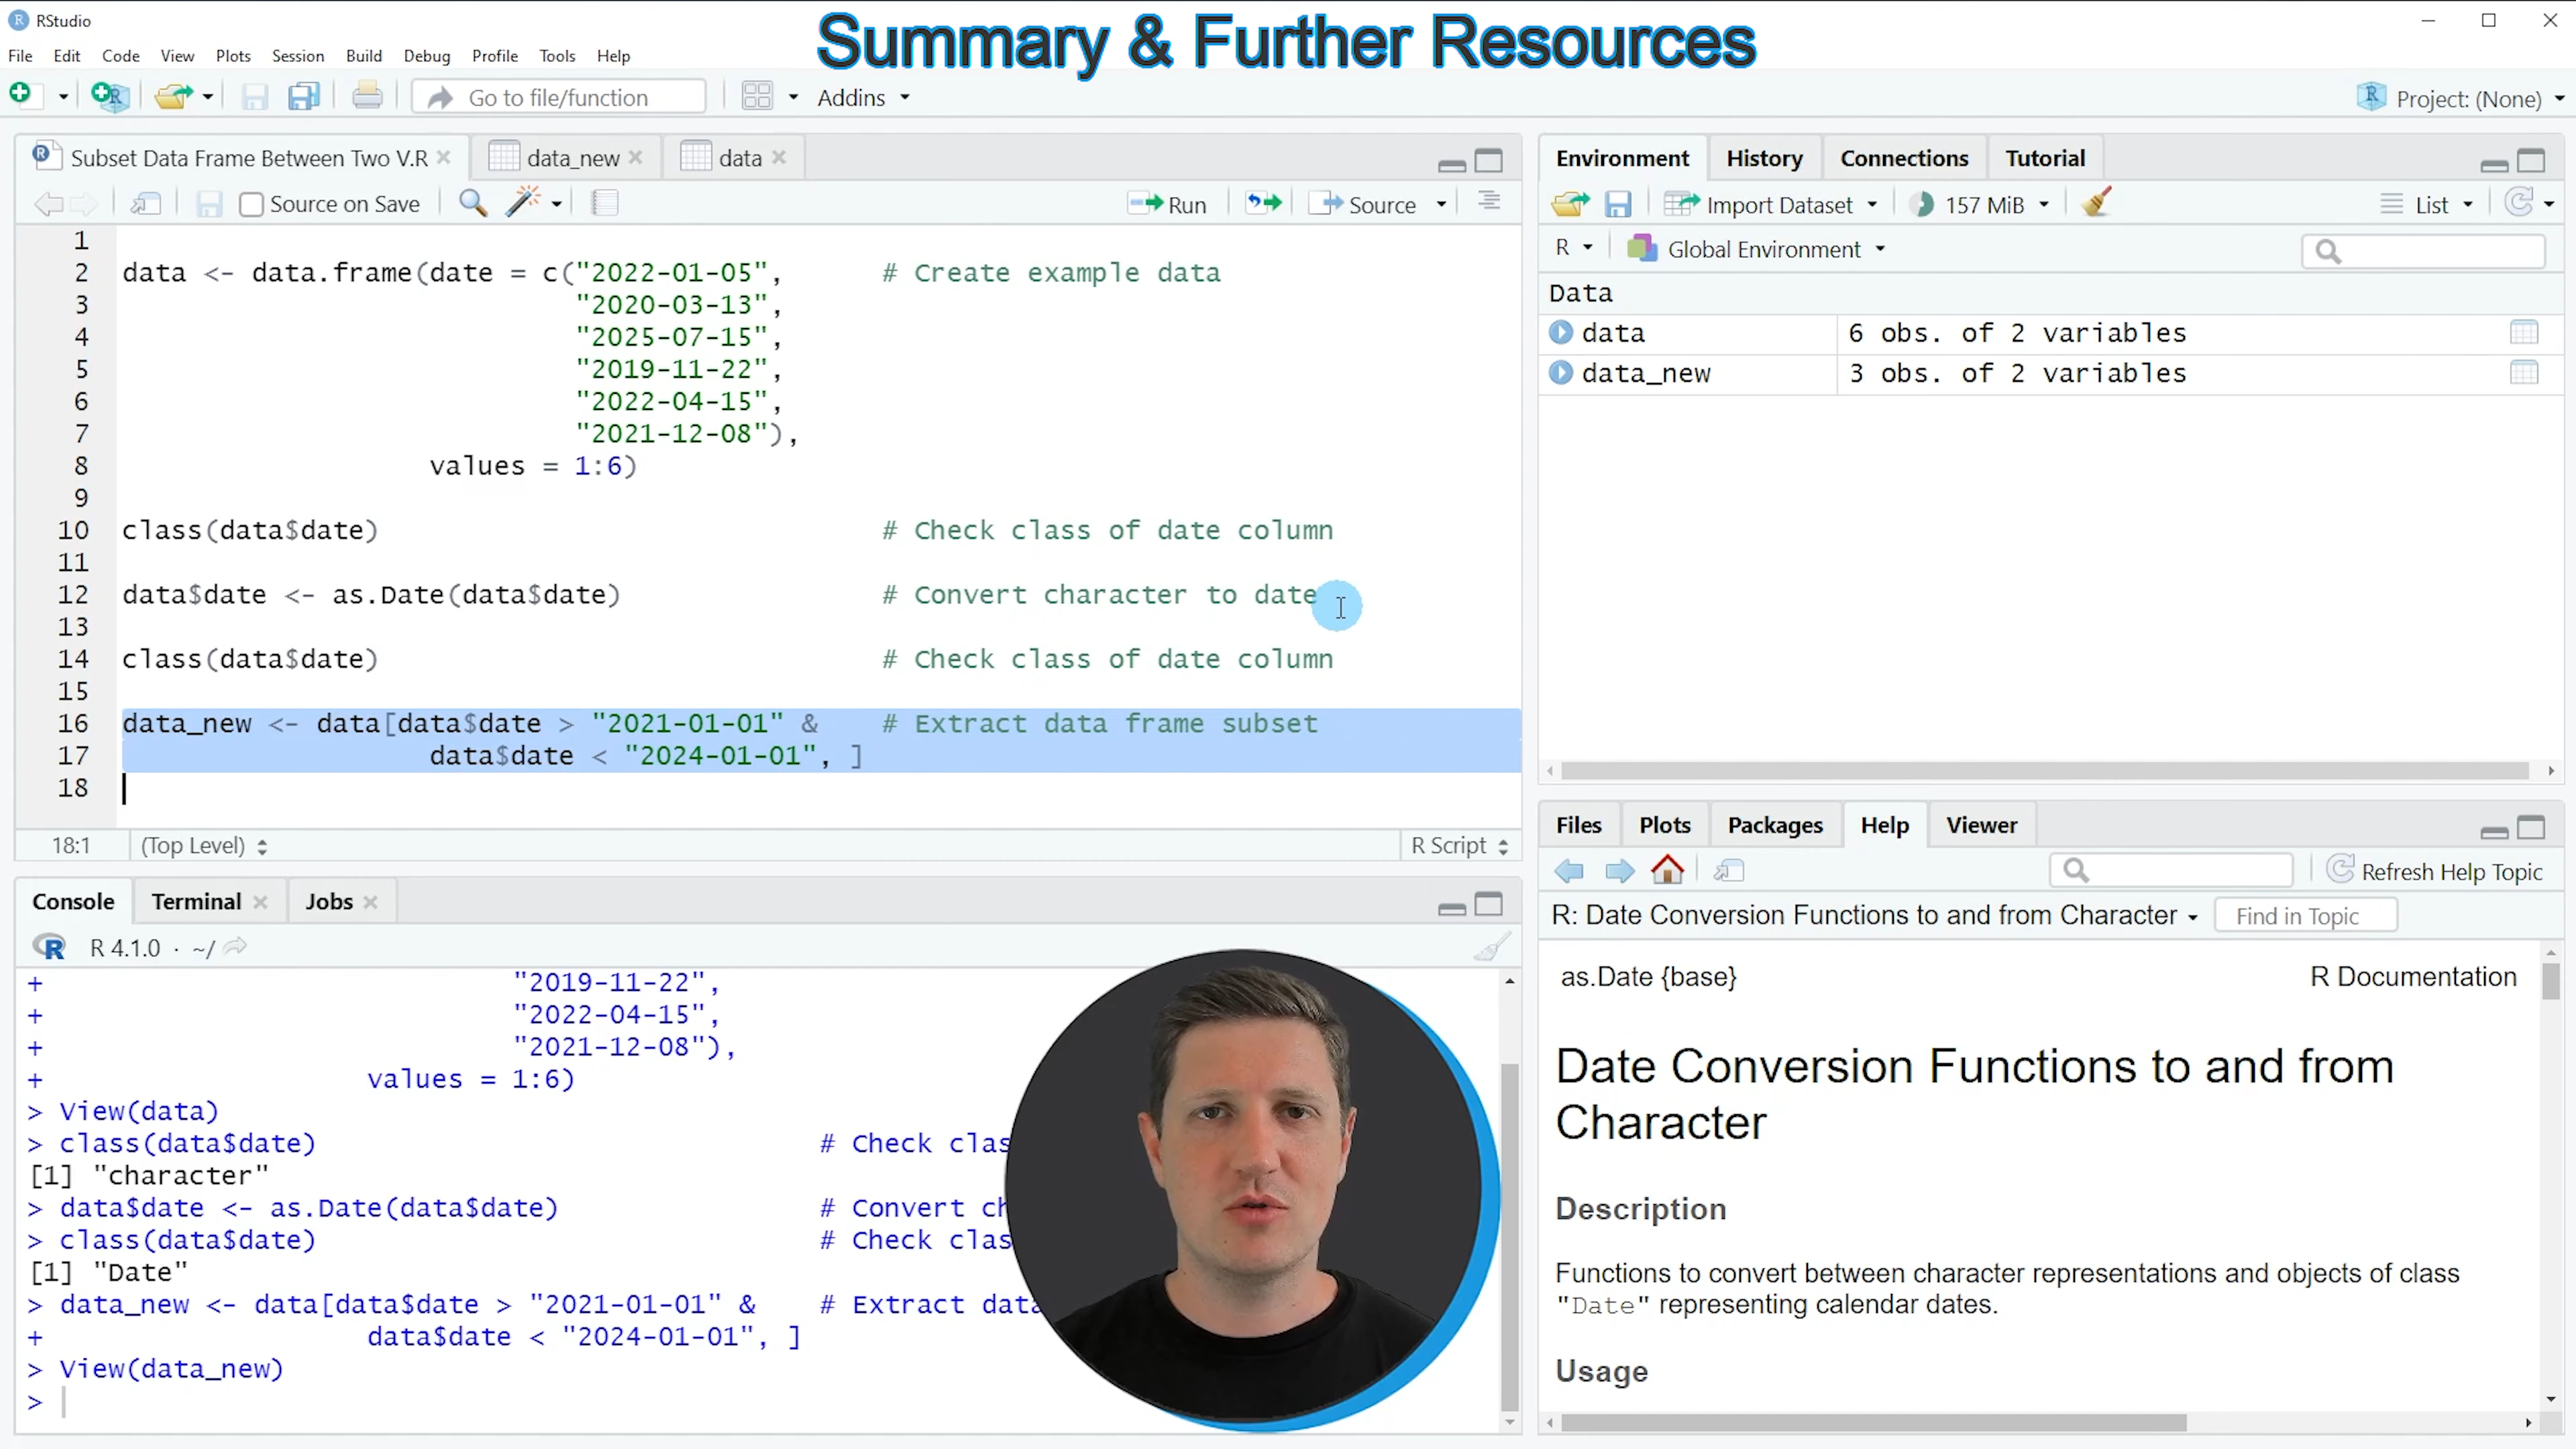 RStudio
Summary & Further Resources
File Edit Code View Plots Session Build Debug Profile Tools Help
Go to file/function Addins Project: (None)
Subset Data Frame Between Two V.R data_new data
Source on Save Run Source
1
2 data <- data.frame(date = c("2022-01-05", # Create example data
3 "2020-03-13",
4 "2025-07-15",
5 "2019-11-22",
6 "2022-04-15",
7 "2021-12-08"),
8 values = 1:6)
9
10 class(data$date) # Check class of date column
11
12 data$date <- as.Date(data$date) # Convert character to date
13
14 class(data$date) # Check class of date column
15
16 data_new <- data[data$date > "2021-01-01" & # Extract data frame subset
17 data$date < "2024-01-01", ]
18
18:1 (Top Level) R Script
Console Terminal Jobs
R 4.1.0 · ~/
+ "2019-11-22",
+ "2022-04-15",
+ "2021-12-08"),
+ values = 1:6)
> View(data)
> class(data$date) # Check clas
[1] "character"
> data$date <- as.Date(data$date) # Convert ch
> class(data$date) # Check clas
[1] "Date"
> data_new <- data[data$date > "2021-01-01" & # Extract data
+ data$date < "2024-01-01", ]
> View(data_new)
>
Environment History Connections Tutorial
Import Dataset 157 MiB List
R Global Environment
Data
data 6 obs. of 2 variables
data_new 3 obs. of 2 variables
Files Plots Packages Help Viewer
Refresh Help Topic
R: Date Conversion Functions to and from Character Find in Topic
as.Date {base} R Documentation
Date Conversion Functions to and from
Character
Description
Functions to convert between character representations and objects of class
"Date" representing calendar dates.
Usage